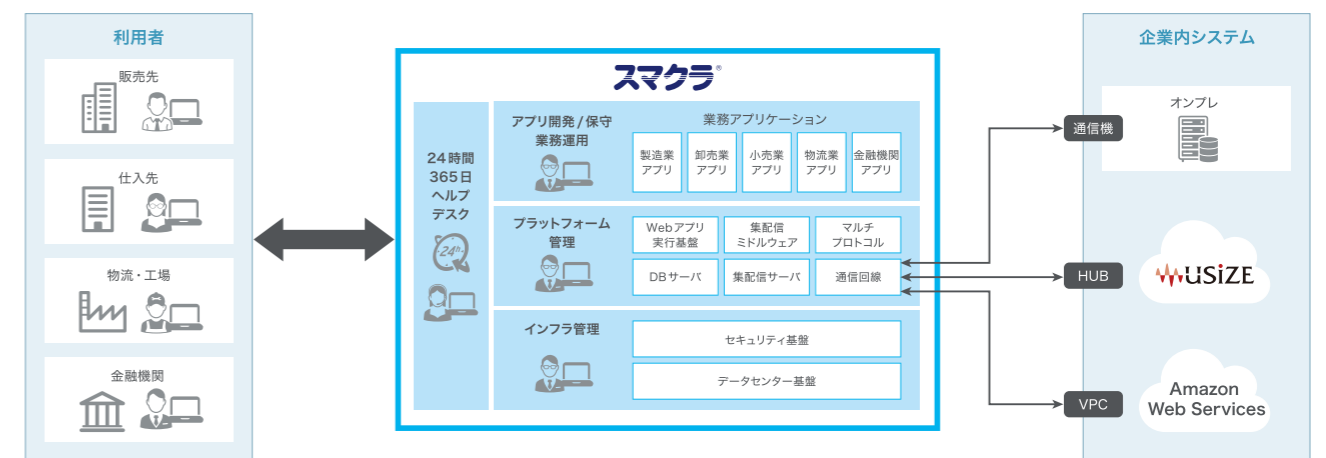 利用者
販売先
仕入先
物流・工場
金融機関
スマクラ®
24時間
365日
ヘルプ
デスク
24h
アプリ開発/保守
業務運用
業務アプリケーション
製造業
アプリ
卸売業
アプリ
小売業
アプリ
物流業
アプリ
金融機関
アプリ
プラットフォーム
管理
Webアプリ
実行基盤
集配信
ミドルウェア
マルチ
プロトコル
DBサーバ
集配信サーバ
通信回線
インフラ管理
セキュリティ基盤
データセンター基盤
企業内システム
通信機
オンプレ
HUB
USiZE
VPC
Amazon
Web Services